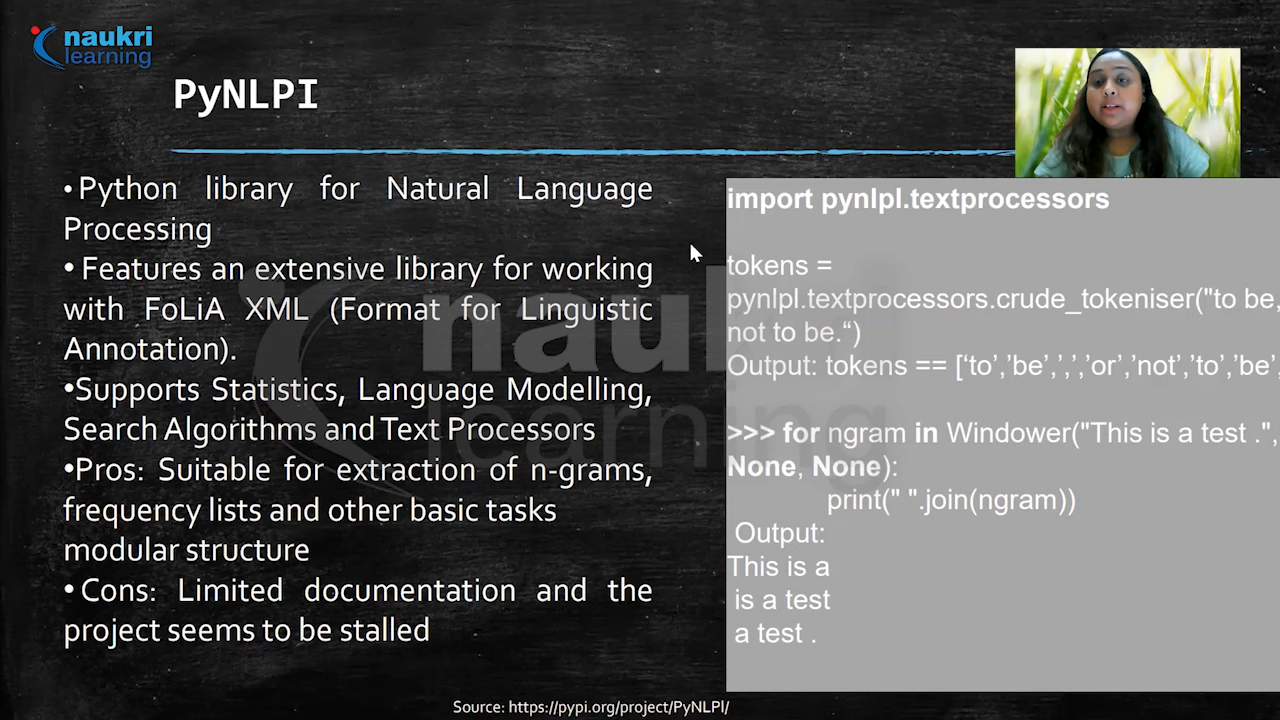 naukri
learning
PyNLPI
• Python library for Natural Language
Processing
• Features an extensive library for working
with FoLiA XML (Format for Linguistic
Annotation).
•Supports Statistics, Language Modelling,
Search Algorithms and Text Processors
•Pros: Suitable for extraction of n-grams,
frequency lists and other basic tasks
modular structure
• Cons: Limited documentation and the
project seems to be stalled
import pynlpl.textprocessors
tokens =
pynlpl.textprocessors.crude_tokeniser("to be,
not to be.“)
Output: tokens == [‘to’,’be’,’,’,’or’,’not’,’to’,’be’,
>>> for ngram in Windower("This is a test .",
None, None):
print(" ".join(ngram))
Output:
This is a
is a test
a test .
naukri
learning
Source: https://pypi.org/project/PyNLPI/